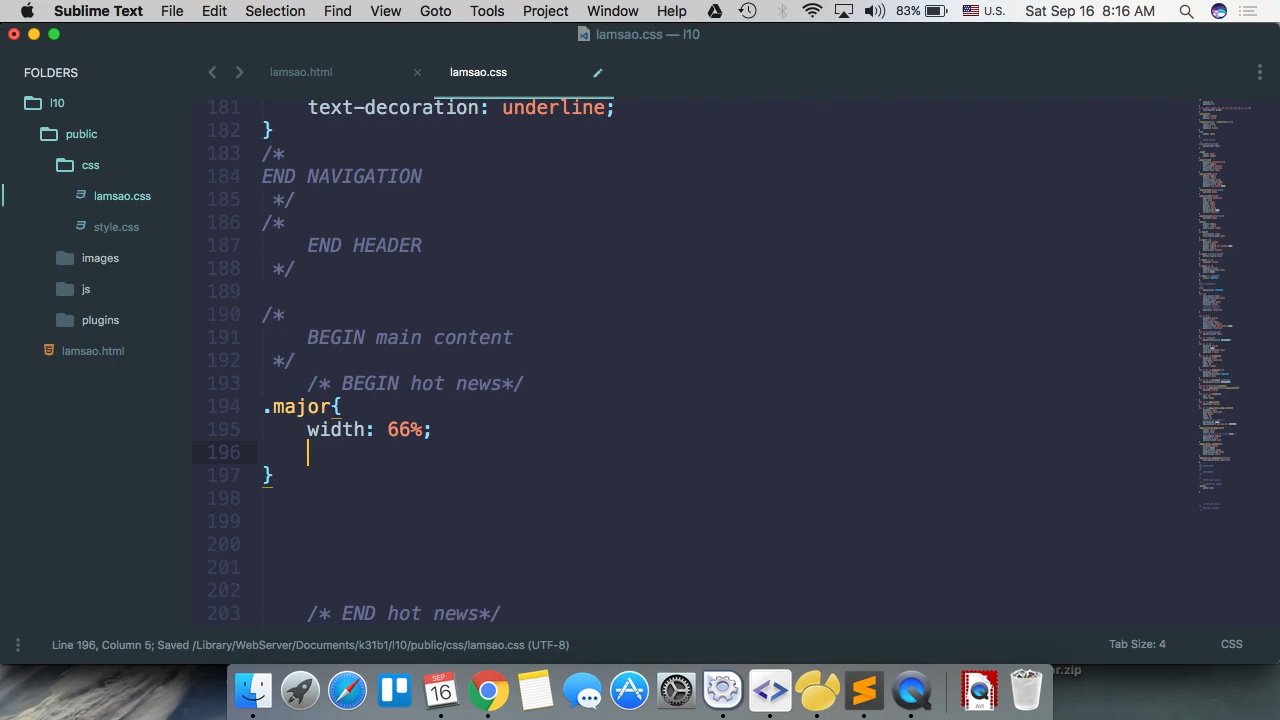 Sublime Text File Edit Selection Find View Goto Tools Project Window Help 83% U.S. Sat Sep 16 8:16 AM
lamsao.css — l10
FOLDERS
l10
public
css
lamsao.css
style.css
images
js
plugins
lamsao.html
lamsao.html × lamsao.css
181 text-decoration: underline;
182 }
183 /*
184 END NAVIGATION
185 */
186 /*
187 END HEADER
188 */
189
190 /*
191 BEGIN main content
192 */
193 /* BEGIN hot news*/
194 .major{
195 width: 66%;
196
197 }
198
199
200
201
202
203 /* END hot news*/
Line 196, Column 5; Saved /Library/WebServer/Documents/k31b1/l10/public/css/lamsao.css (UTF-8) Tab Size: 4 CSS
or.zip
SEP
16
AVI